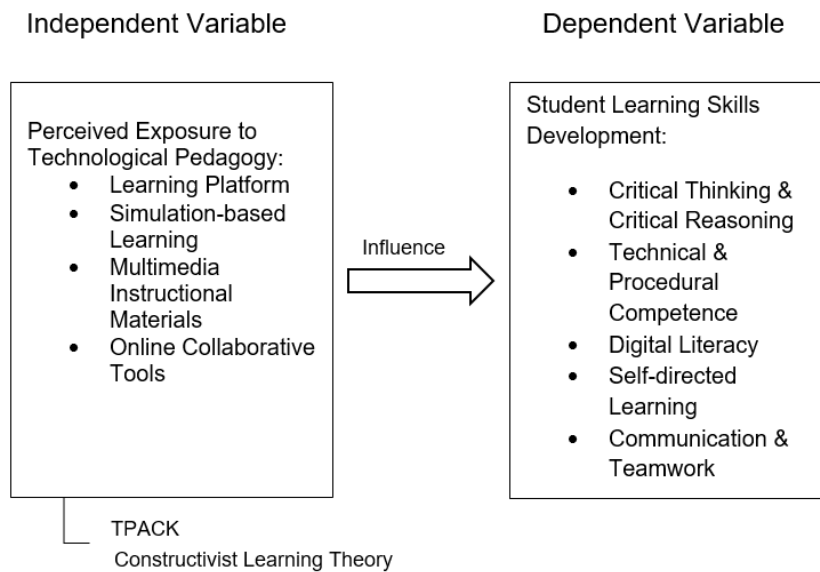 Independent Variable
Dependent Variable
Perceived Exposure to
Technological Pedagogy:
• Learning Platform
• Simulation-based
Learning
• Multimedia
Instructional
Materials
• Online Collaborative
Tools
Influence
Student Learning Skills
Development:
• Critical Thinking &
Critical Reasoning
• Technical &
Procedural
Competence
• Digital Literacy
• Self-directed
Learning
• Communication &
Teamwork
TPACK
Constructivist Learning Theory